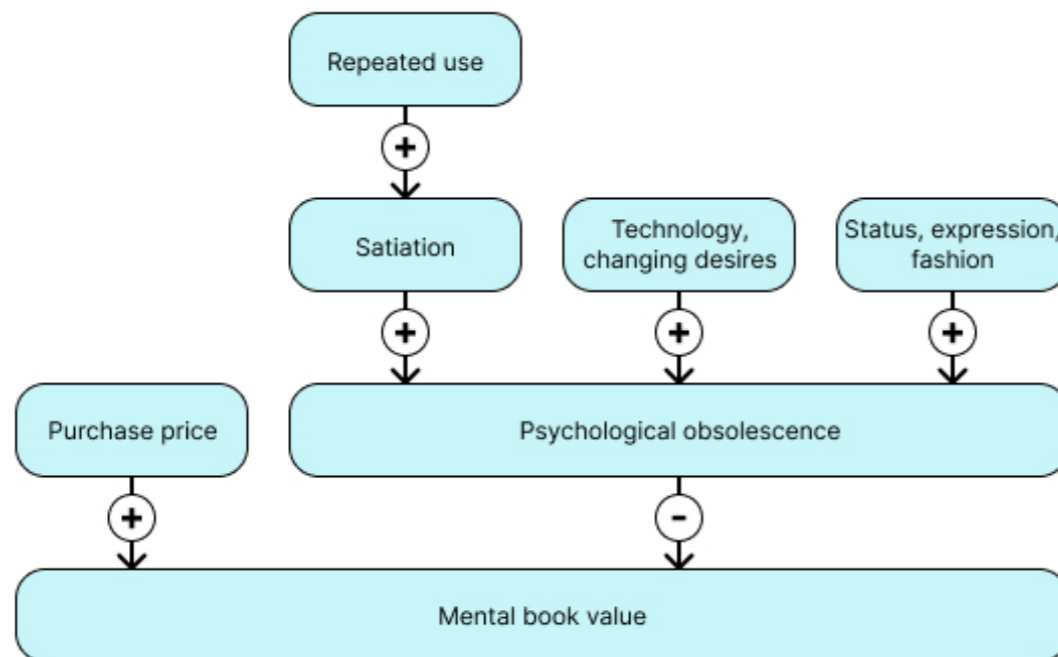 Repeated use
+
Satiation
Technology,
changing desires
Status, expression,
fashion
+
+
+
Purchase price
Psychological obsolescence
+
-
Mental book value